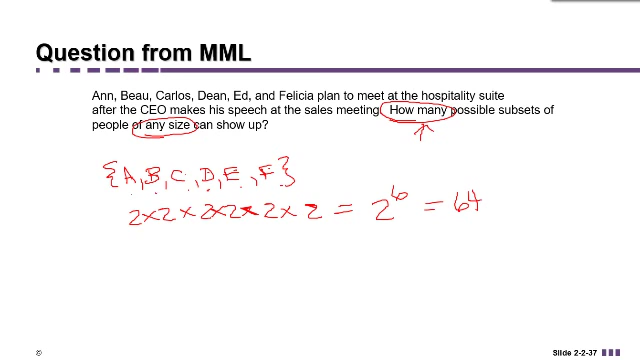 Question from MML
Ann, Beau, Carlos, Dean, Ed, and Felicia plan to meet at the hospitality suite
after the CEO makes his speech at the sales meeting. How many possible subsets of
people of any size can show up?
{A, B, C, D, E, F}
2 × 2 × 2 × 2 × 2 × 2 = 2^6 = 64
©
Slide 2-2-37